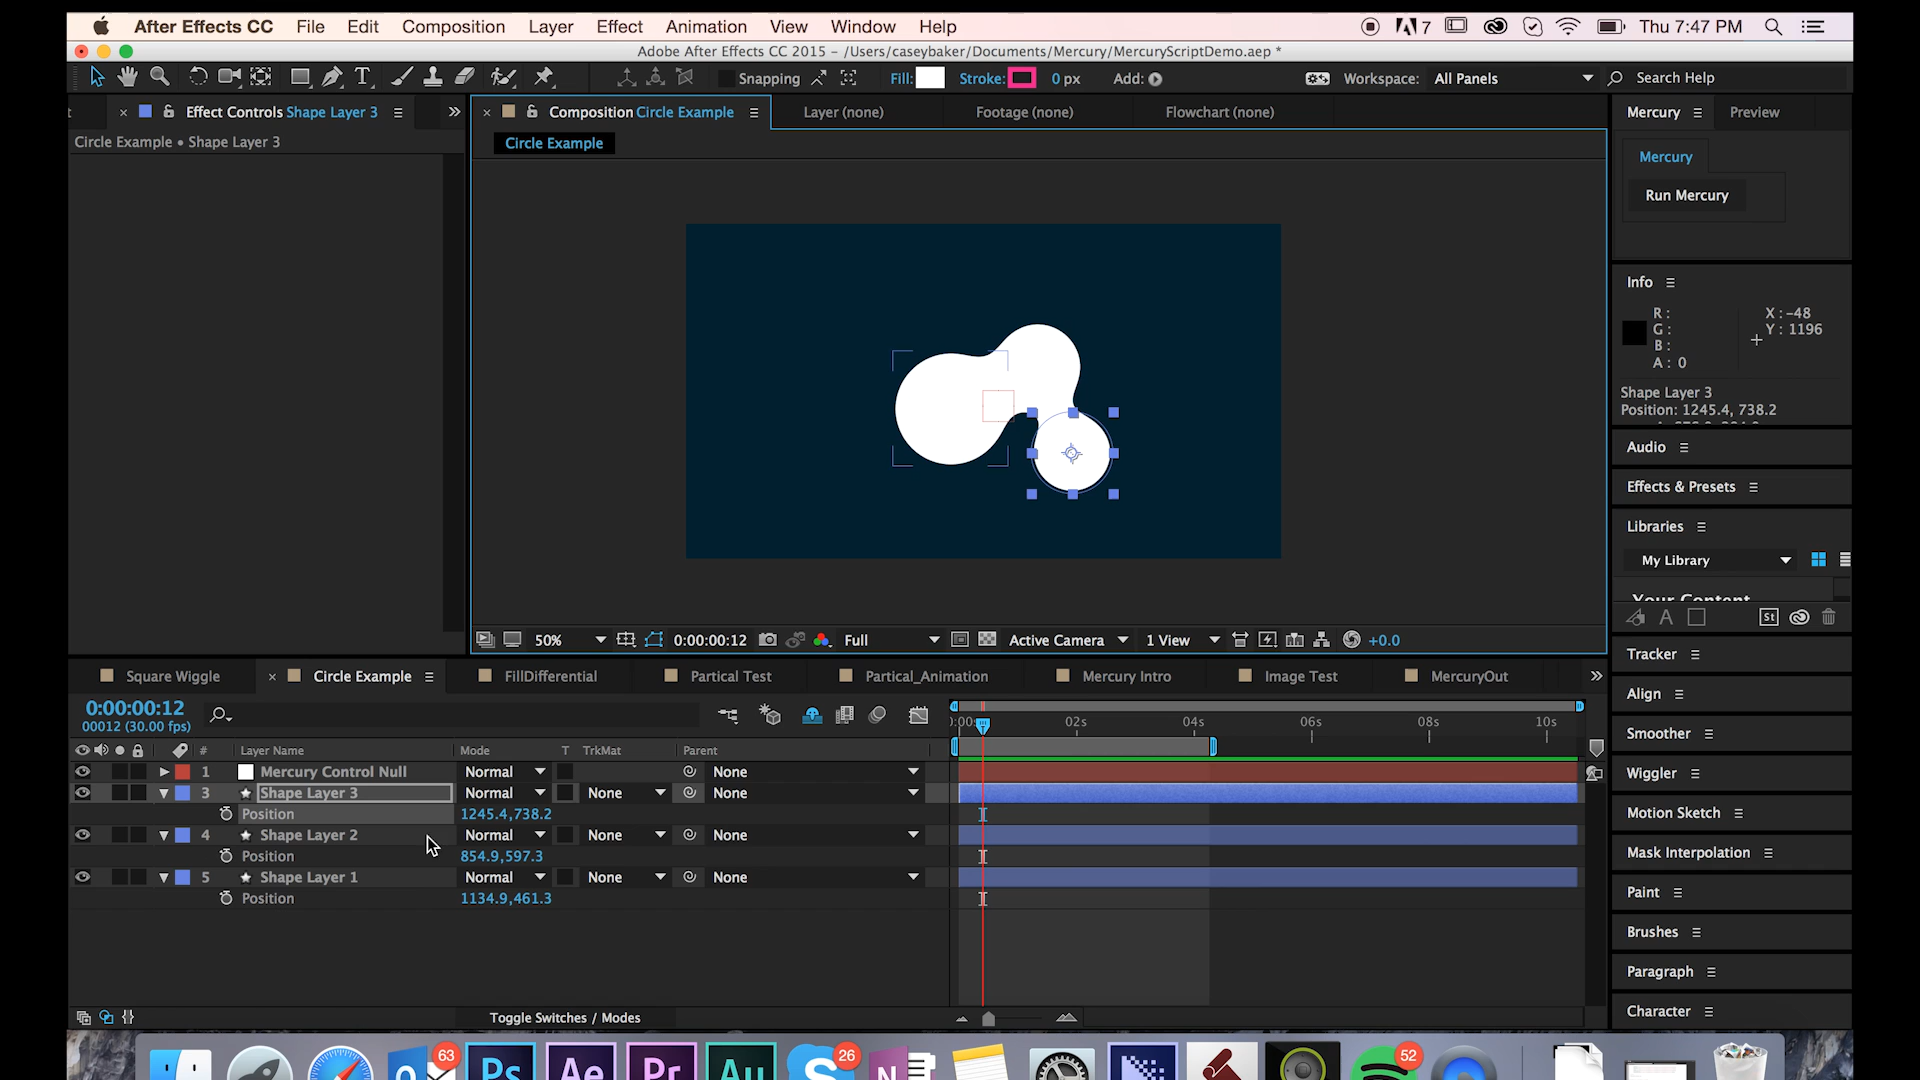 After Effects CC File Edit Composition Layer Effect Animation View Window Help 7 Thu 7:47 PM
Adobe After Effects CC 2015 - /Users/caseybaker/Documents/Mercury/MercuryScriptDemo.aep *
T Snapping Fill: Stroke: 0 px Add: Workspace: All Panels Search Help
t × Effect Controls Shape Layer 3 » × Composition Circle Example Layer (none) Footage (none) Flowchart (none) Mercury Preview
Circle Example • Shape Layer 3
Circle Example
Mercury
Run Mercury
Info
R:
G:
B:
A: 0
X: -48
Y: 1196
Shape Layer 3
Position: 1245.4, 738.2
Audio
Effects & Presets
Libraries
My Library
Your Content
St
50% 0:00:00:12 Full Active Camera 1 View +0.0
Tracker
Align
Smoother
Wiggler
Motion Sketch
Mask Interpolation
Paint
Brushes
Paragraph
Character
Square Wiggle × Circle Example FillDifferential Partical Test Partical_Animation Mercury Intro Image Test MercuryOut »
0:00:00:12
00012 (30.00 fps)
):00s 02s 04s 06s 08s 10s
# Layer Name Mode T TrkMat Parent
1 Mercury Control Null Normal None
3 Shape Layer 3 Normal None None
Position 1245.4,738.2
4 Shape Layer 2 Normal None None
Position 854.9,597.3
5 Shape Layer 1 Normal None None
Position 1134.9,461.3
Toggle Switches / Modes
63 Ps Ae Pr Au 26 N 52